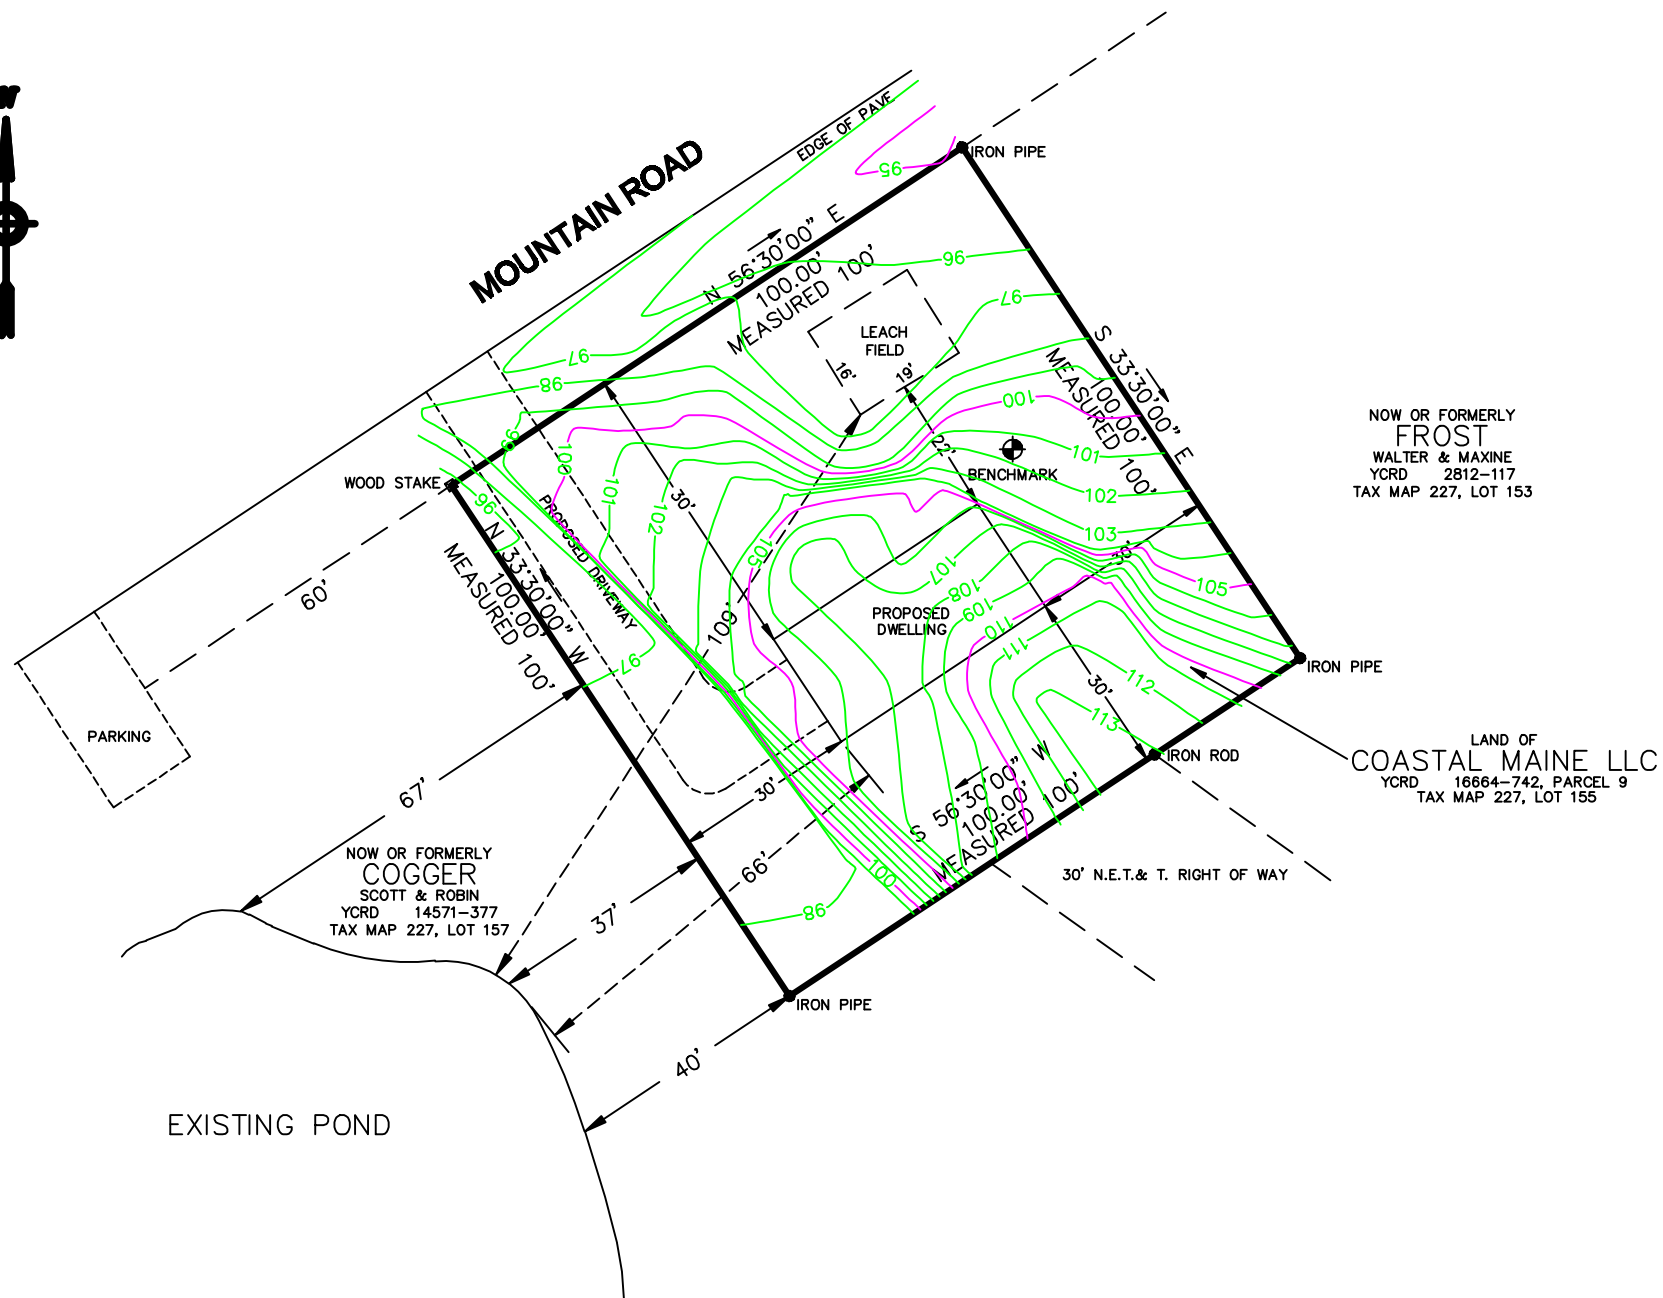 N
MOUNTAIN ROAD
EDGE OF PAVE
IRON PIPE
95
N 56°30'00" E
100.00'
MEASURED 100'
96
97
LEACH
FIELD
16'
19'
S 33°30'00" E
100.00'
MEASURED 100'
97
98
99
100
101
102
100
22'
BENCHMARK
101
102
103
105
NOW OR FORMERLY
FROST
WALTER & MAXINE
YCRD 2812-117
TAX MAP 227, LOT 153
WOOD STAKE
96
N 33°30'00" W
100.00'
MEASURED 100'
PROPOSED DRIVEWAY
30'
105
109'
107
108
109
110
111
112
113
30'
PROPOSED
DWELLING
30'
60'
97
IRON PIPE
PARKING
67'
30'
S 56°30'00" W
100.00'
MEASURED 100'
IRON ROD
LAND OF
COASTAL MAINE LLC
YCRD 16664-742, PARCEL 9
TAX MAP 227, LOT 155
NOW OR FORMERLY
COGGER
SCOTT & ROBIN
YCRD 14571-377
TAX MAP 227, LOT 157
66'
100
98
37'
30' N.E.T.& T. RIGHT OF WAY
IRON PIPE
40'
EXISTING POND